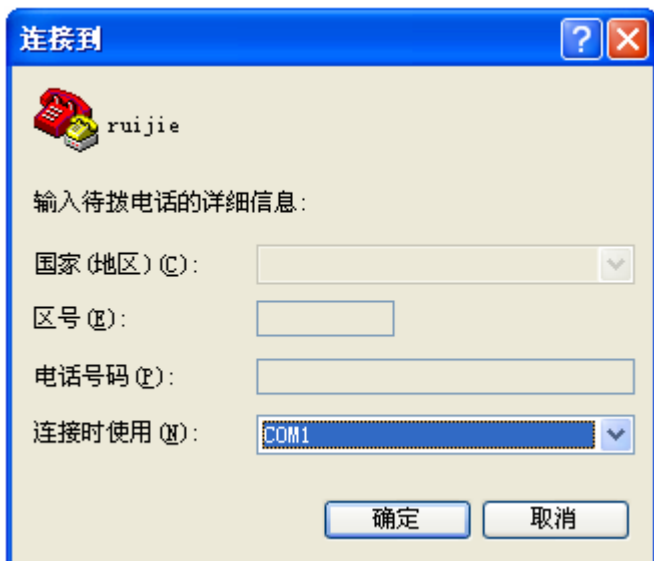 连接到
ruijie
输入待拨电话的详细信息:
国家(地区)(C):
区号(E):
电话号码(P):
连接时使用(N): COM1
确定 取消